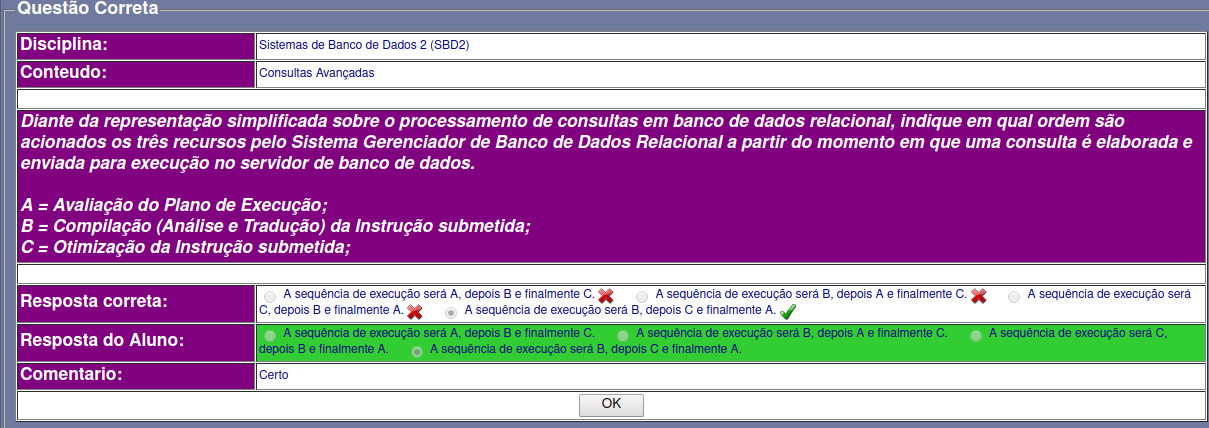 Questão Correta
Disciplina:
Sistemas de Banco de Dados 2 (SBD2)
Conteudo:
Consultas Avançadas
Diante da representação simplificada sobre o processamento de consultas em banco de dados relacional, indique em qual ordem são
acionados os três recursos pelo Sistema Gerenciador de Banco de Dados Relacional a partir do momento em que uma consulta é elaborada e
enviada para execução no servidor de banco de dados.
A = Avaliação do Plano de Execução;
B = Compilação (Análise e Tradução) da Instrução submetida;
C = Otimização da Instrução submetida;
Resposta correta:
A sequência de execução será A, depois B e finalmente C. A sequência de execução será B, depois A e finalmente C. A sequência de execução será
C, depois B e finalmente A. A sequência de execução será B, depois C e finalmente A.
Resposta do Aluno:
A sequência de execução será A, depois B e finalmente C. A sequência de execução será B, depois A e finalmente C. A sequência de execução será C,
depois B e finalmente A. A sequência de execução será B, depois C e finalmente A.
Comentario:
Certo
OK